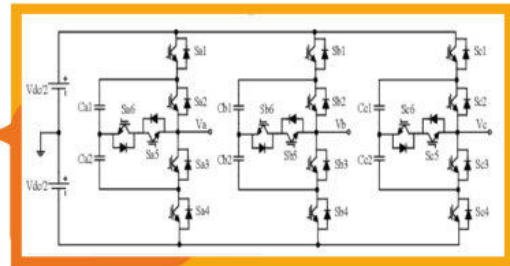 Sa1 Sb1 Sc1
Vdc/2 Ca1 Sa6 Sa2 Cb1 Sb6 Sb2 Cc1 Sc6 Sc2
Va Vb Vc
Ca2 Sa5 Sa3 Cb2 Sb5 Sb3 Cc2 Sc5 Sc3
Vdc/2 Sa4 Sb4 Sc4